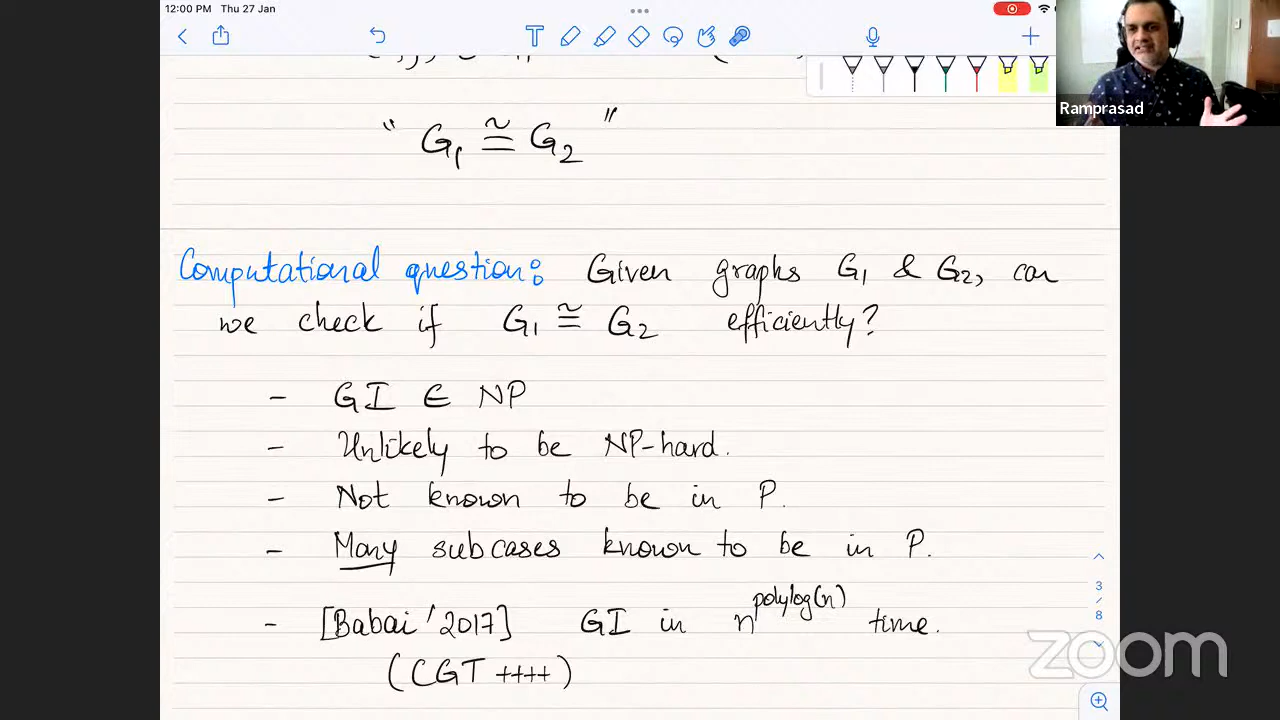 12:00 PM Thu 27 Jan
Ramprasad
" G₁ ≅ G₂ "
Computational question: Given graphs G₁ & G₂, can
we check if G₁ ≅ G₂ efficiently?
- GI ∈ NP
- Unlikely to be NP-hard.
- Not known to be in P.
- Many subcases known to be in P.
- [Babai '2017] GI in n^polylog(n) time.
(CGT ++++)
3
/
8
zoom